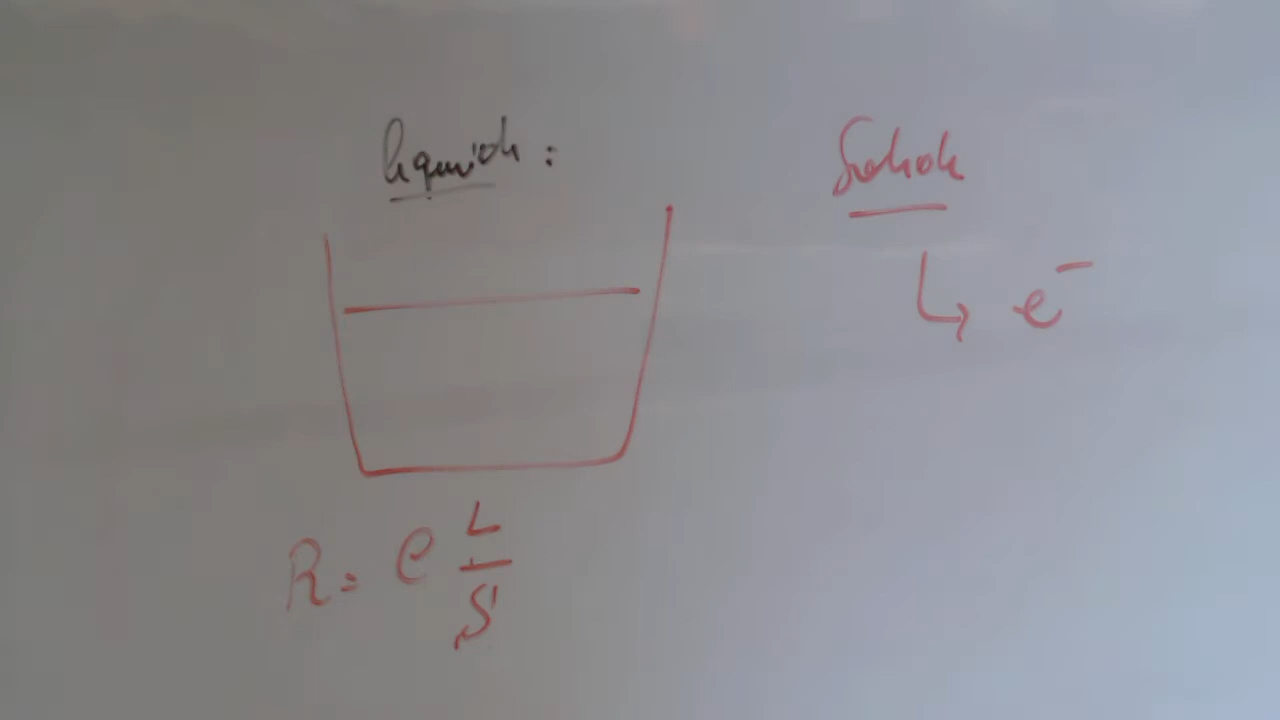 liquide :
Solide
↳ e⁻
R = ρ L/S